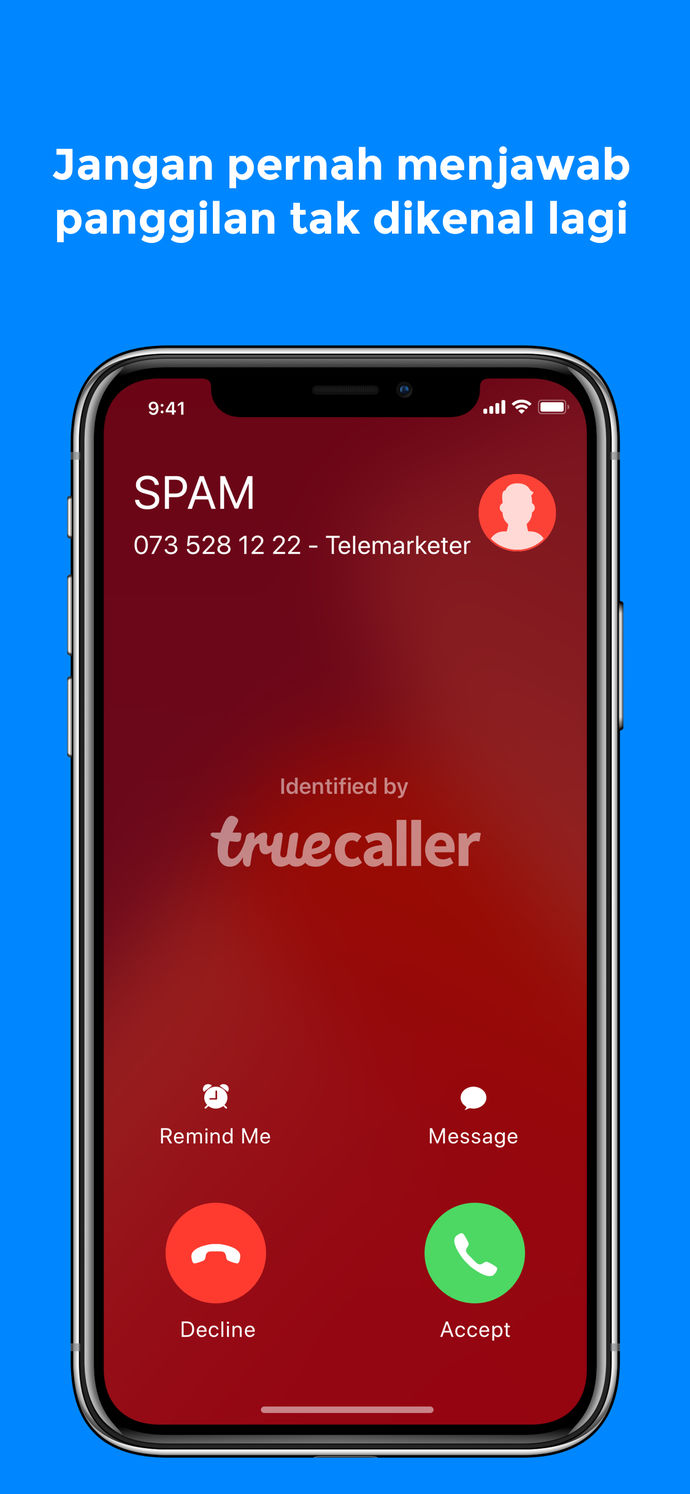 Jangan pernah menjawab
panggilan tak dikenal lagi
9:41
SPAM
073 528 12 22 - Telemarketer
Identified by
truecaller
Remind Me
Message
Decline
Accept